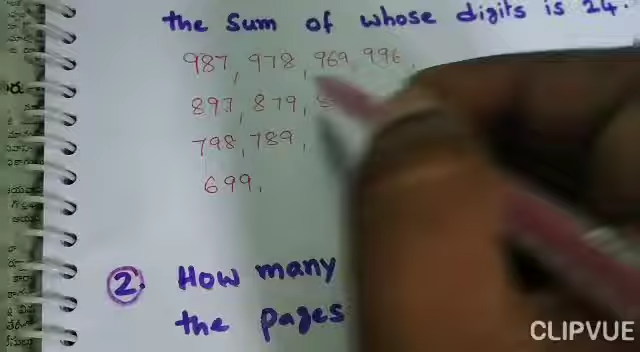 the sum of whose digits is 24.
987, 978, 969, 996,
897, 879, 8
798, 789,
699.
2. How many
the pages
CLIPVUE